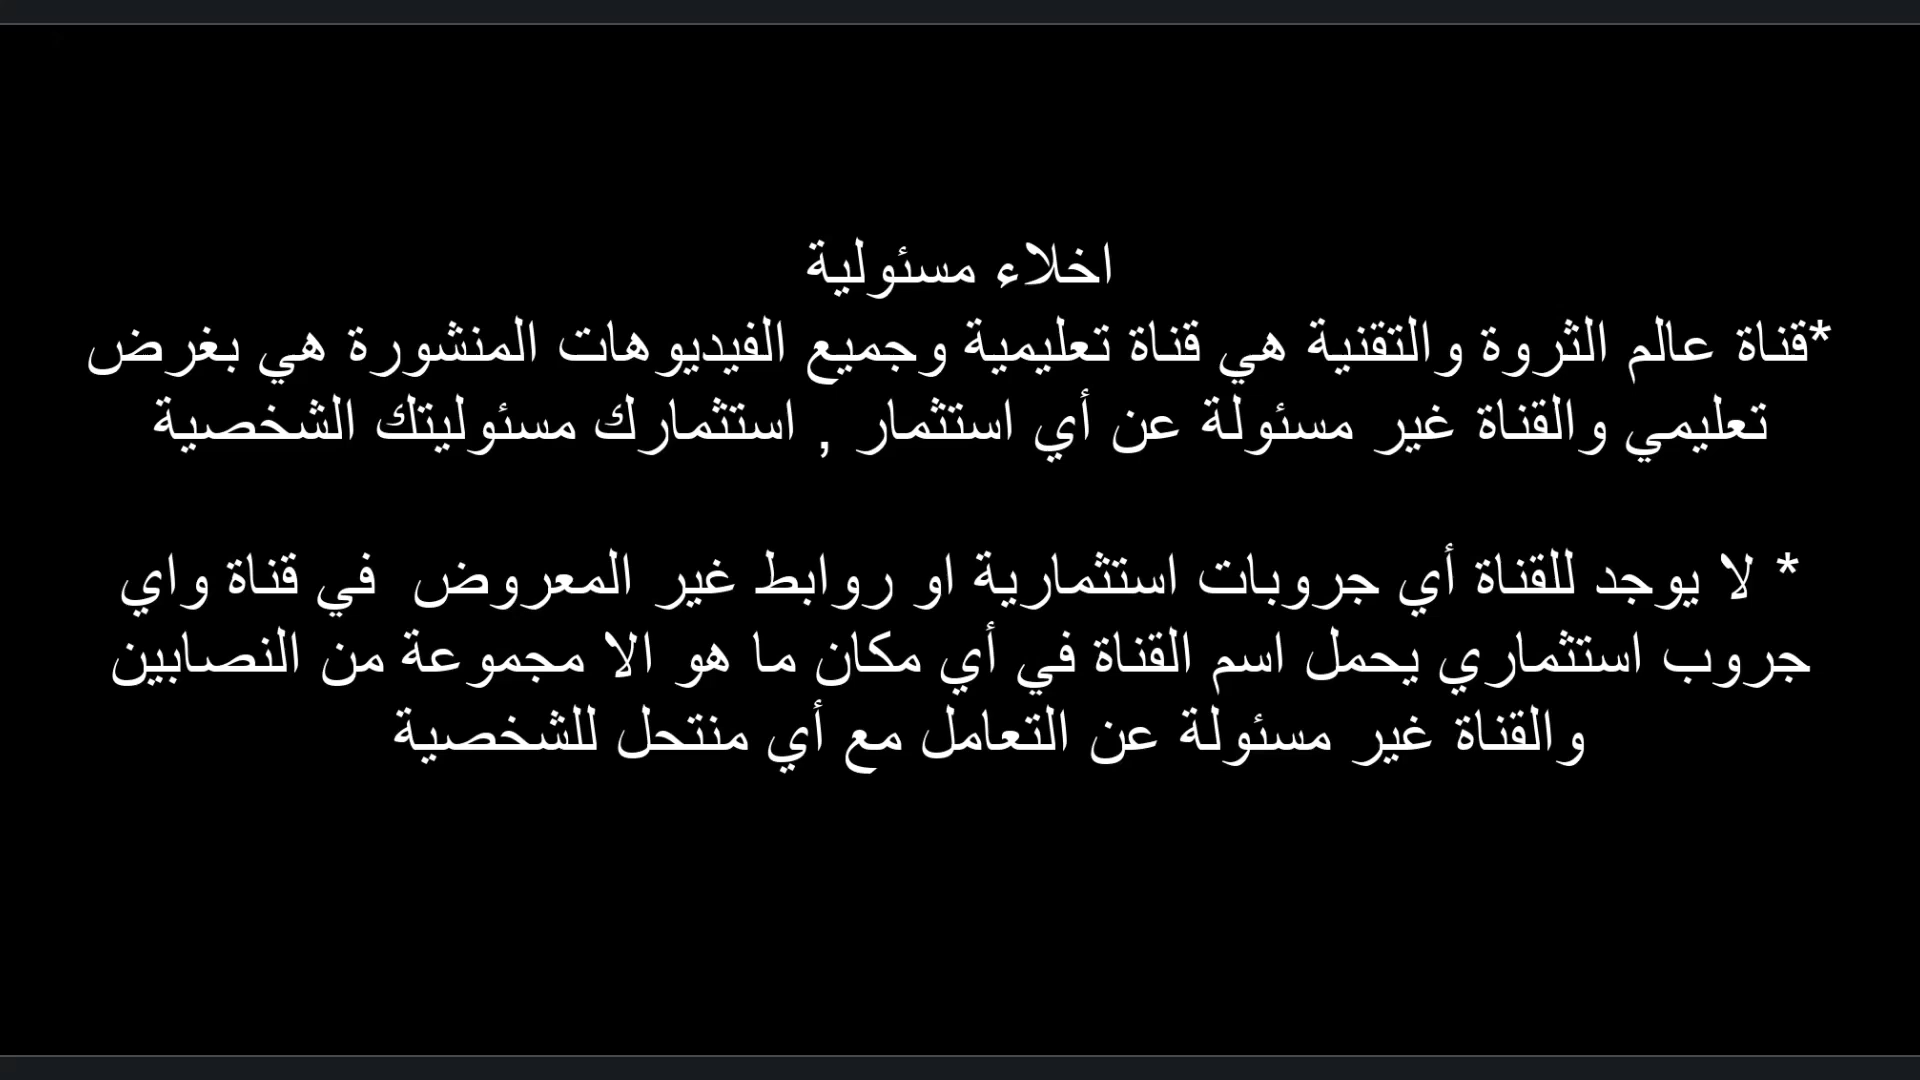 اخلاء مسئولية
*قناة عالم الثروة والتقنية هي قناة تعليمية وجميع الفيديوهات المنشورة هي بغرض
تعليمي والقناة غير مسئولة عن أي استثمار , استثمارك مسئوليتك الشخصية
* لا يوجد للقناة أي جروبات استثمارية او روابط غير المعروض في قناة واي
جروب استثماري يحمل اسم القناة في أي مكان ما هو الا مجموعة من النصابين
والقناة غير مسئولة عن التعامل مع أي منتحل للشخصية